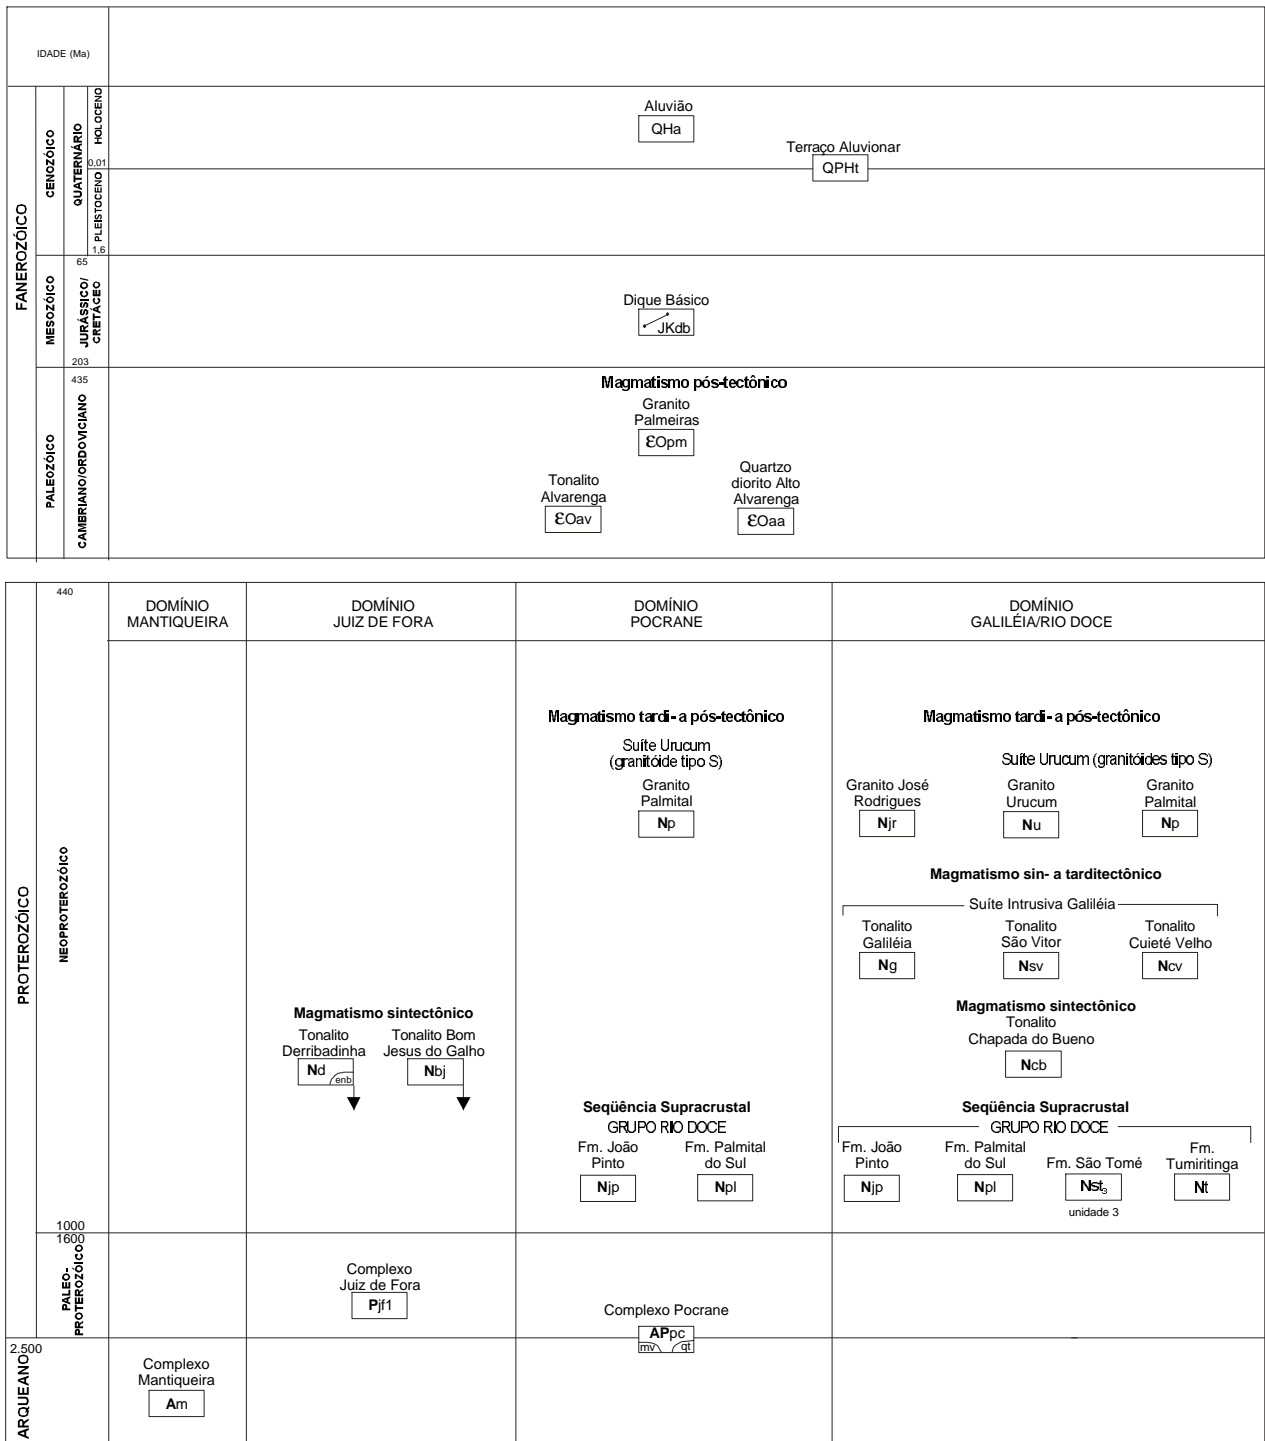 IDADE (Ma)
FANEROZÓICO
CENOZÓICO
QUATERNÁRIO
HOLOCENO
0,01
PLEISTOCENO
1,6
Aluvião
QHa
Terraço Aluvionar
QPHt
MESOZÓICO
65
JURÁSSICO/
CRETÁCEO
203
Dique Básico
JKdb
PALEOZÓICO
435
CAMBRIANO/ORDOVICIANO
Magmatismo pós-tectônico
Granito
Palmeiras
ЄOpm
Tonalito
Alvarenga
ЄOav
Quartzo
diorito Alto
Alvarenga
ЄOaa
PROTEROZÓICO
440
NEOPROTEROZÓICO
1000
DOMÍNIO
MANTIQUEIRA
DOMÍNIO
JUIZ DE FORA
DOMÍNIO
POCRANE
DOMÍNIO
GALILÉIA/RIO DOCE
Magmatismo tardi- a pós-tectônico
Suíte Urucum
(granitóide tipo S)
Granito
Palmital
Np
Magmatismo tardi- a pós-tectônico
Suíte Urucum (granitóides tipo S)
Granito José
Rodrigues
Njr
Granito
Urucum
Nu
Granito
Palmital
Np
Magmatismo sin- a tarditectônico
Suíte Intrusiva Galiléia
Tonalito
Galiléia
Ng
Tonalito
São Vitor
Nsv
Tonalito
Cuieté Velho
Ncv
Magmatismo sintectônico
Tonalito
Derribadinha
Nd
enb
Tonalito Bom
Jesus do Galho
Nbj
Magmatismo sintectônico
Tonalito
Chapada do Bueno
Ncb
Seqüência Supracrustal
GRUPO RIO DOCE
Fm. João
Pinto
Njp
Fm. Palmital
do Sul
Npl
Seqüência Supracrustal
GRUPO RIO DOCE
Fm. João
Pinto
Njp
Fm. Palmital
do Sul
Npl
Fm. São Tomé
Nst₃
unidade 3
Fm.
Tumiritinga
Nt
1600
PALEO-
PROTEROZÓICO
Complexo
Juiz de Fora
Pjf1
Complexo Pocrane
APpc
mv
qt
2.500
ARQUEANO
Complexo
Mantiqueira
Am